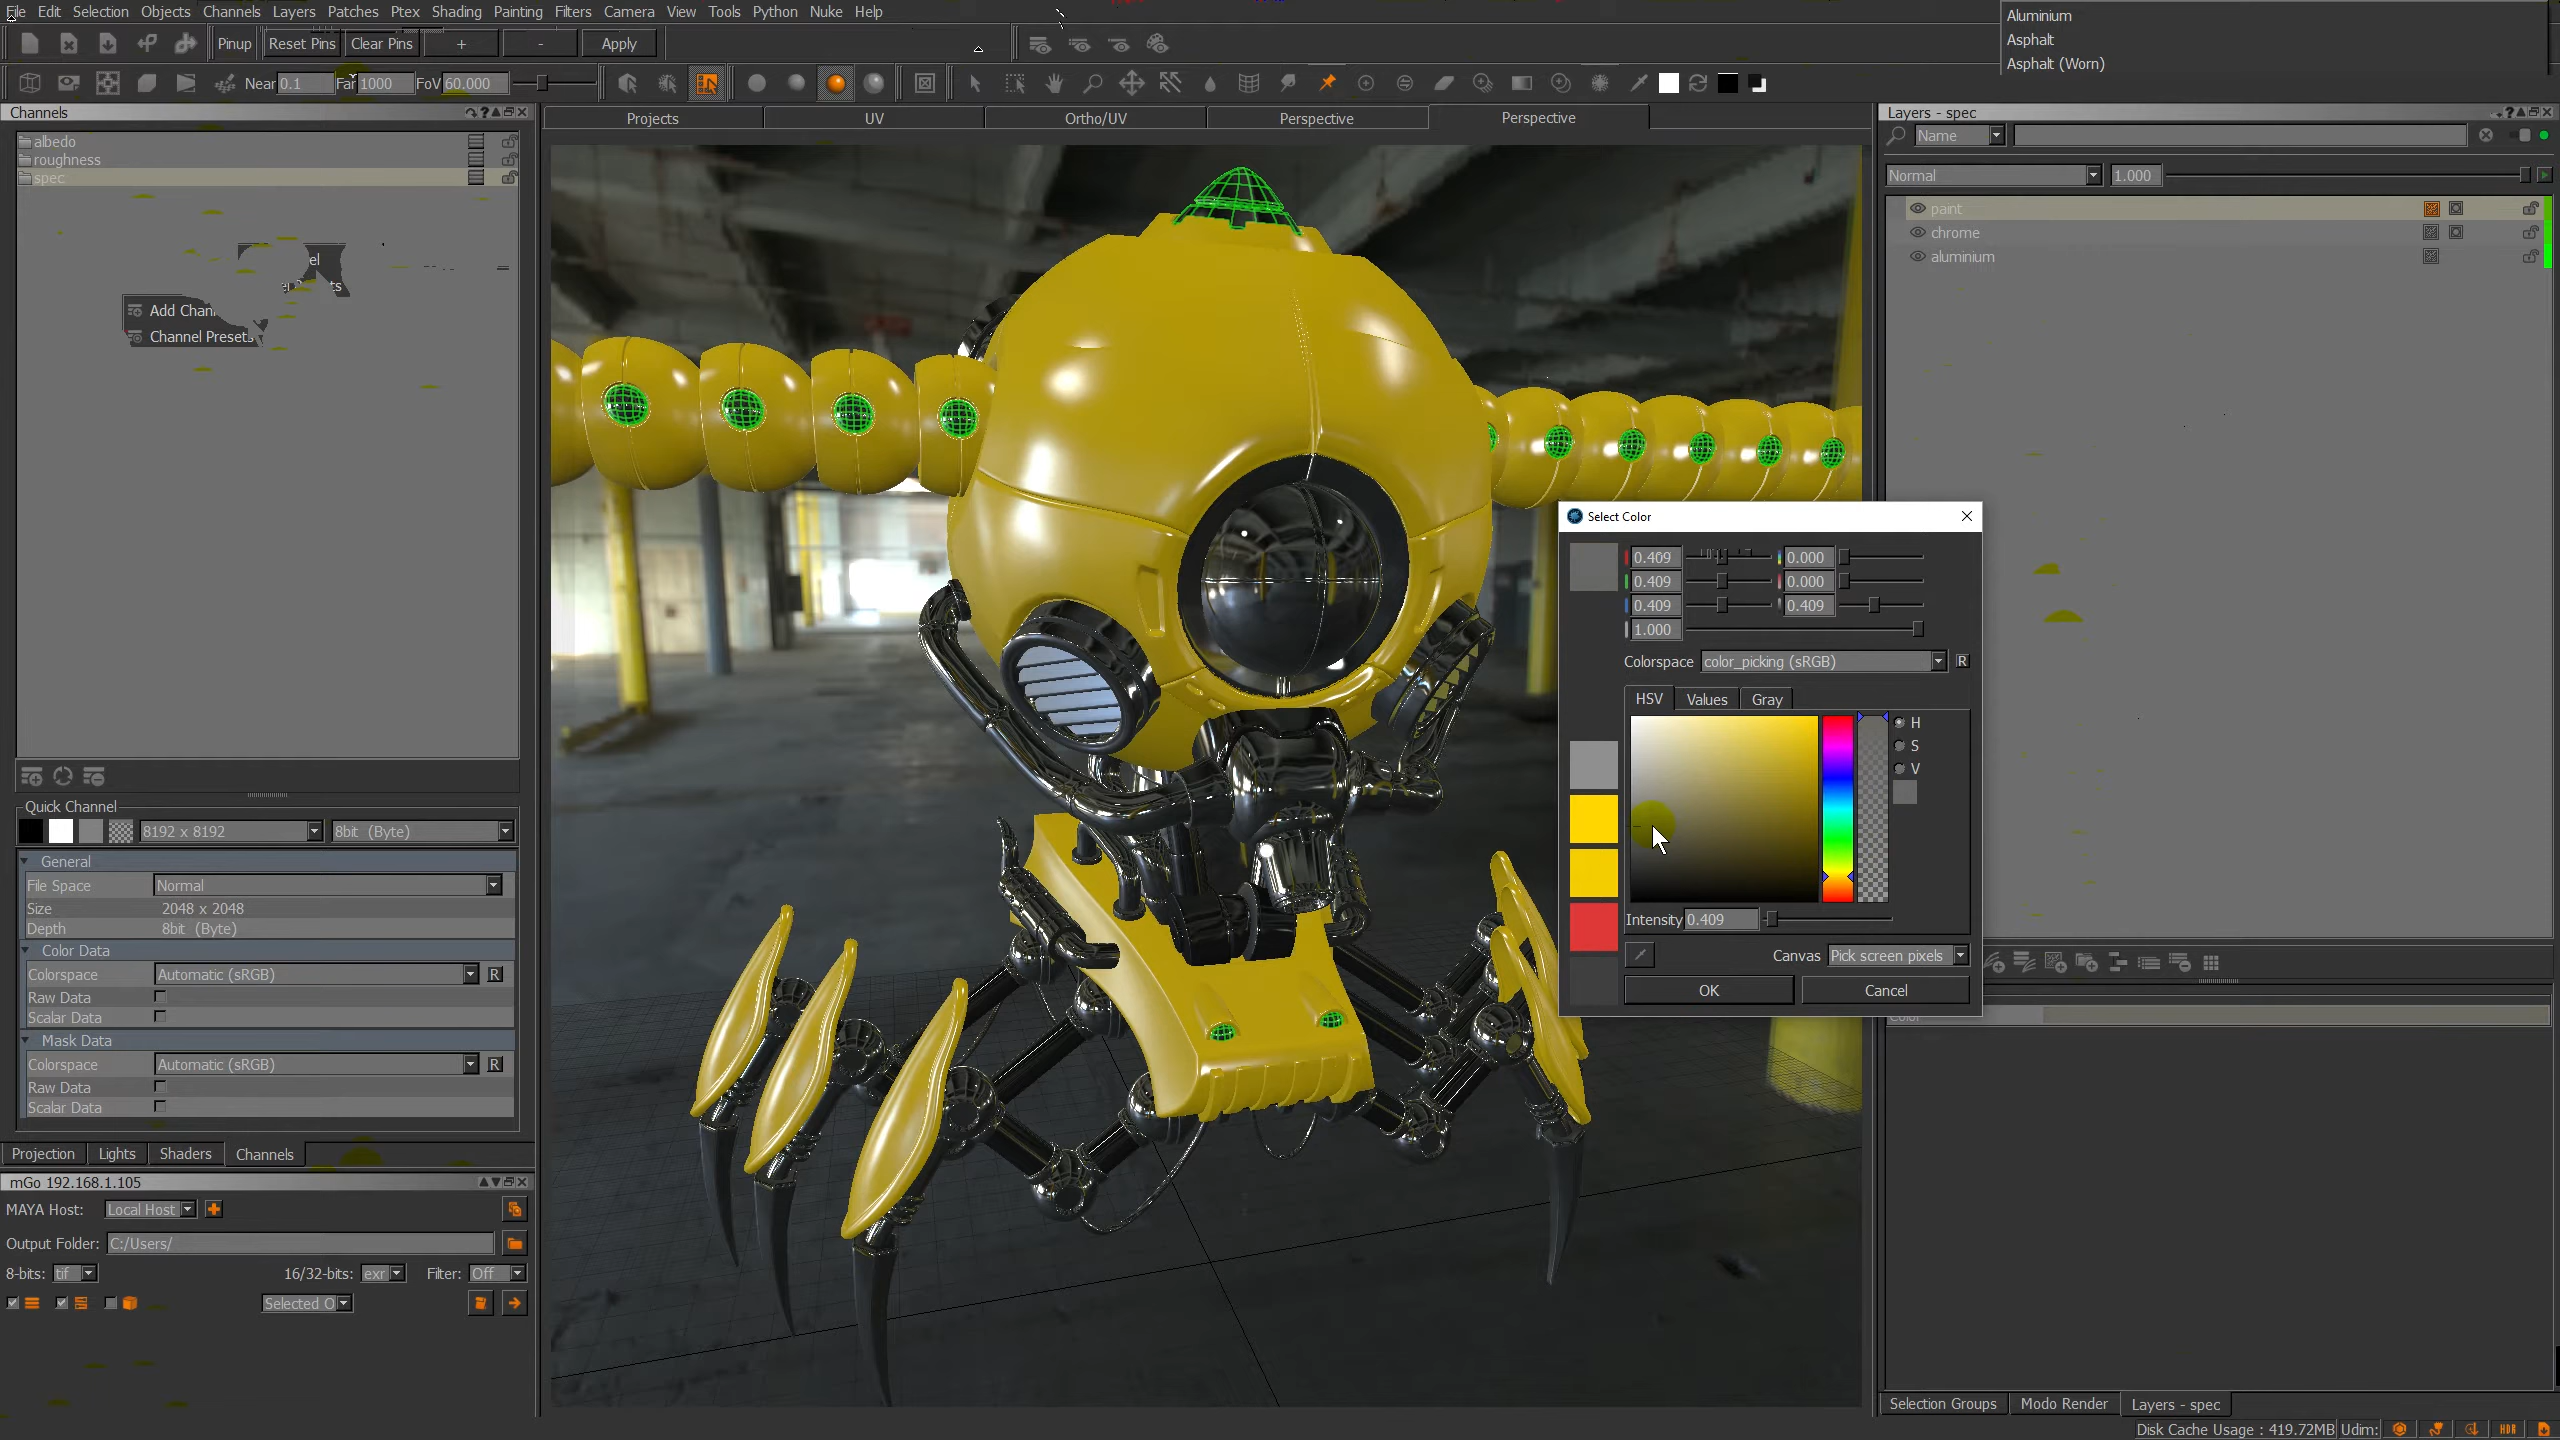 File Edit Selection Objects Channels Layers Patches Ptex Shading Painting Filters Camera View Tools Python Nuke Help
Aluminium
Asphalt
Asphalt (Worn)
Pinup Reset Pins Clear Pins + - Apply
Near 0.1 Far 1000 FoV 60.000
Channels
albedo
roughness
spec
Add Chan
Channel Presets
Projects UV Ortho/UV Perspective Perspective
Layers - spec
Name
Normal 1.000
paint
chrome
aluminium
Select Color
0.409 0.000
0.409 0.000
0.409 0.409
1.000
Colorspace color_picking (sRGB) R
HSV Values Gray
H
S
V
Intensity 0.409
Canvas Pick screen pixels
OK Cancel
Color
Quick Channel
8192 x 8192 8bit (Byte)
General
File Space Normal
Size 2048 x 2048
Depth 8bit (Byte)
Color Data
Colorspace Automatic (sRGB) R
Raw Data
Scalar Data
Mask Data
Colorspace Automatic (sRGB) R
Raw Data
Scalar Data
Projection Lights Shaders Channels
mGo 192.168.1.105
MAYA Host: Local Host
Output Folder: C:/Users/
8-bits: tif 16/32-bits: exr Filter: Off
Selected O
Selection Groups Modo Render Layers - spec
Disk Cache Usage : 419.72MB Udim: HDR